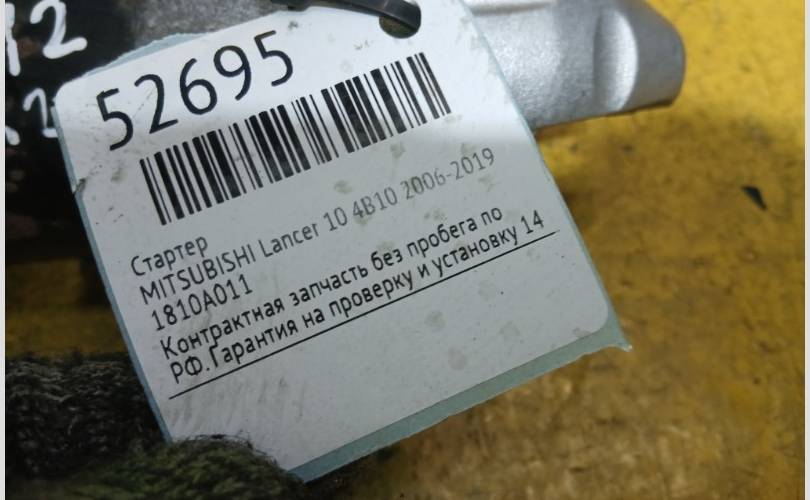 52695
Стартер
MITSUBISHI Lancer 10 4B10 2006-2019
1810A011
Контрактная запчасть без пробега по
РФ.Гарантия на проверку и установку 14